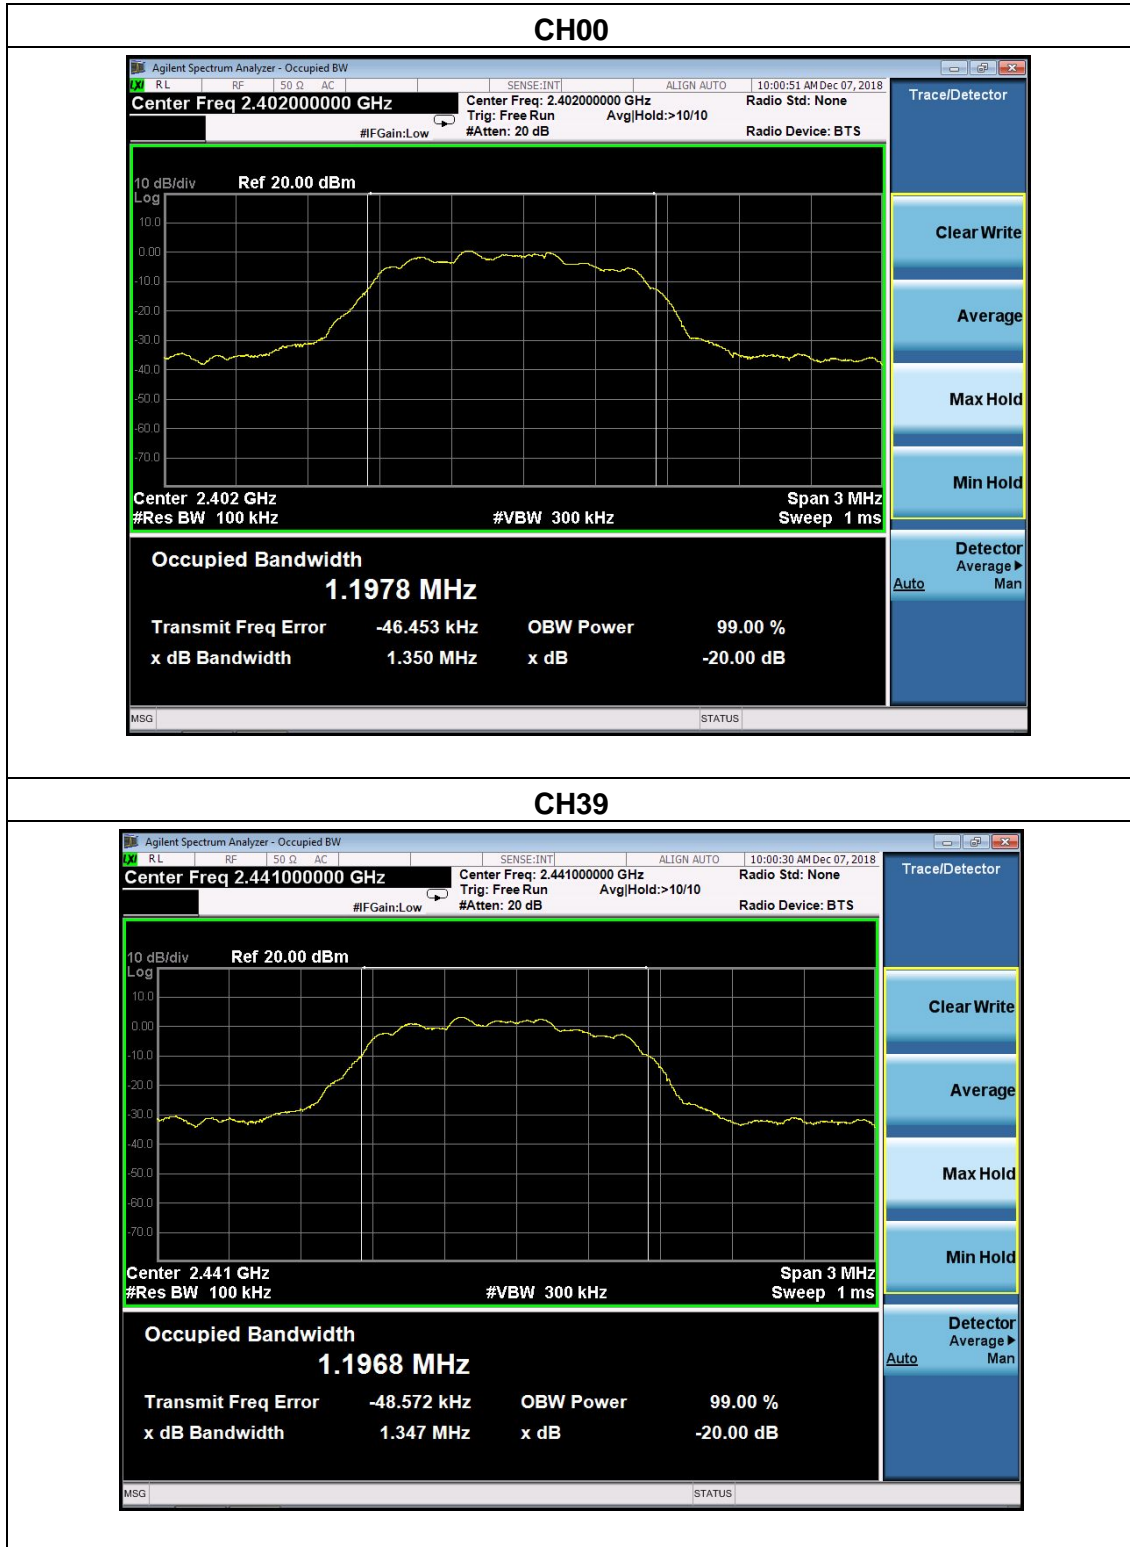 CH00
Agilent Spectrum Analyzer - Occupied BW
LXI RL RF 50 Ω AC SENSE:INT ALIGN AUTO 10:00:51 AM Dec 07, 2018
Center Freq 2.402000000 GHz
Center Freq: 2.402000000 GHz Radio Std: None
Trig: Free Run Avg|Hold:>10/10
#IFGain:Low #Atten: 20 dB Radio Device: BTS
Trace/Detector
10 dB/div Ref 20.00 dBm
Log
10.0
0.00
-10.0
-20.0
-30.0
-40.0
-50.0
-60.0
-70.0
Center 2.402 GHz Span 3 MHz
#Res BW 100 kHz #VBW 300 kHz Sweep 1 ms
Clear Write
Average
Max Hold
Min Hold
Detector
Average
Auto Man
Occupied Bandwidth
1.1978 MHz
Transmit Freq Error -46.453 kHz OBW Power 99.00 %
x dB Bandwidth 1.350 MHz x dB -20.00 dB
MSG STATUS
CH39
Agilent Spectrum Analyzer - Occupied BW
LXI RL RF 50 Ω AC SENSE:INT ALIGN AUTO 10:00:30 AM Dec 07, 2018
Center Freq 2.441000000 GHz
Center Freq: 2.441000000 GHz Radio Std: None
Trig: Free Run Avg|Hold:>10/10
#IFGain:Low #Atten: 20 dB Radio Device: BTS
Trace/Detector
10 dB/div Ref 20.00 dBm
Log
10.0
0.00
-10.0
-20.0
-30.0
-40.0
-50.0
-60.0
-70.0
Center 2.441 GHz Span 3 MHz
#Res BW 100 kHz #VBW 300 kHz Sweep 1 ms
Clear Write
Average
Max Hold
Min Hold
Detector
Average
Auto Man
Occupied Bandwidth
1.1968 MHz
Transmit Freq Error -48.572 kHz OBW Power 99.00 %
x dB Bandwidth 1.347 MHz x dB -20.00 dB
MSG STATUS